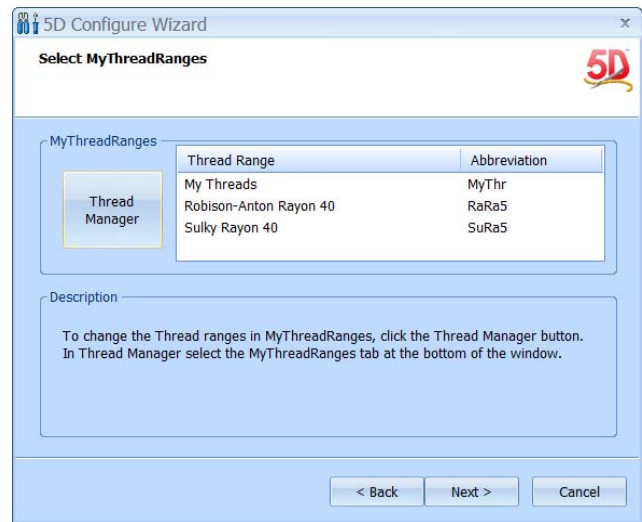 5D Configure Wizard
x
Select MyThreadRanges
5D
MyThreadRanges
Thread Range Abbreviation
Thread Manager
My Threads MyThr
Robison-Anton Rayon 40 RaRa5
Sulky Rayon 40 SuRa5
Description
To change the Thread ranges in MyThreadRanges, click the Thread Manager button.
In Thread Manager select the MyThreadRanges tab at the bottom of the window.
< Back Next > Cancel